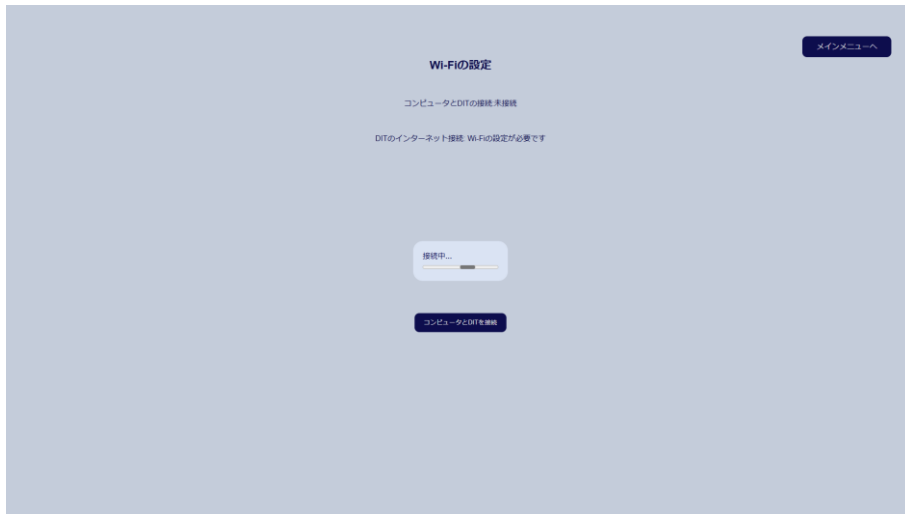 メインメニューへ
Wi-Fiの設定
コンピュータとDITの接続:未接続
DITのインターネット接続: Wi-Fiの設定が必要です
接続中...
コンピュータとDITを接続